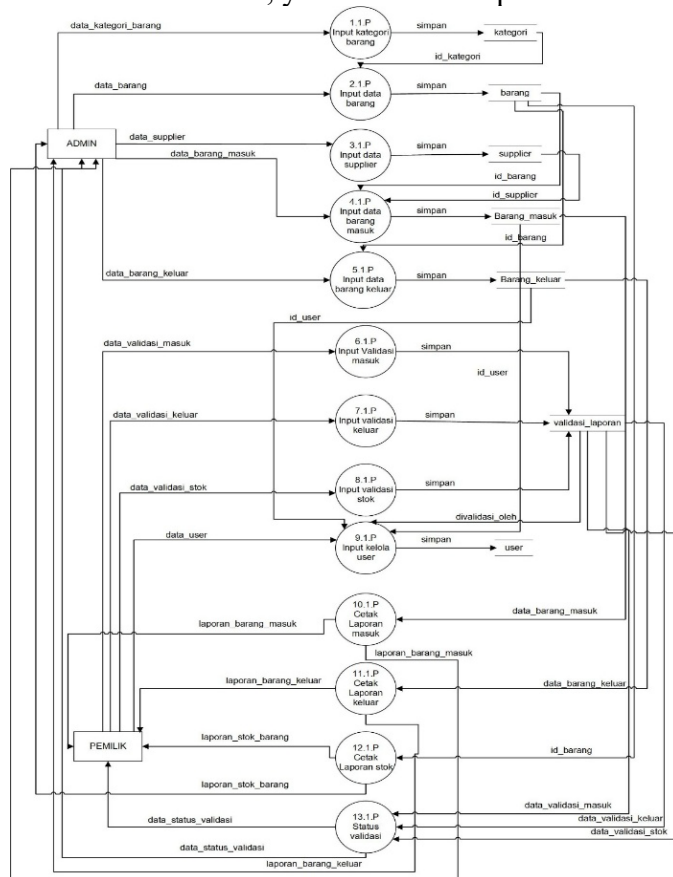 1.1.P
Input kategori
barang
data_kategori_barang
simpan
kategori
id_kategori
2.1.P
Input data
barang
data_barang
simpan
barang
ADMIN
data_supplier
3.1.P
Input data
supplier
simpan
supplier
data_barang_masuk
id_barang
id_supplier
4.1.P
Input data
barang
masuk
simpan
Barang_masuk
id_barang
5.1.P
Input data
barang keluar
data_barang_keluar
simpan
Barang_keluar
id_user
data_validasi_masuk
6.1.P
Input Validasi
masuk
simpan
id_user
data_validasi_keluar
7.1.P
Input validasi
keluar
simpan
validasi_laporan
data_validasi_stok
8.1.P
Input validasi
stok
simpan
divalidasi_oleh
data_user
9.1.P
Input kelola
user
simpan
user
10.1.P
Cetak
Laporan
masuk
data_barang_masuk
laporan_barang_masuk
laporan_barang_masuk
11.1.P
Cetak
Laporan
keluar
laporan_barang_keluar
data_barang_keluar
PEMILIK
laporan_stok_barang
12.1.P
Cetak
Laporan stok
id_barang
laporan_stok_barang
data_validasi_masuk
13.1.P
Status
validasi
data_status_validasi
data_validasi_keluar
data_validasi_stok
data_status_validasi
laporan_barang_keluar